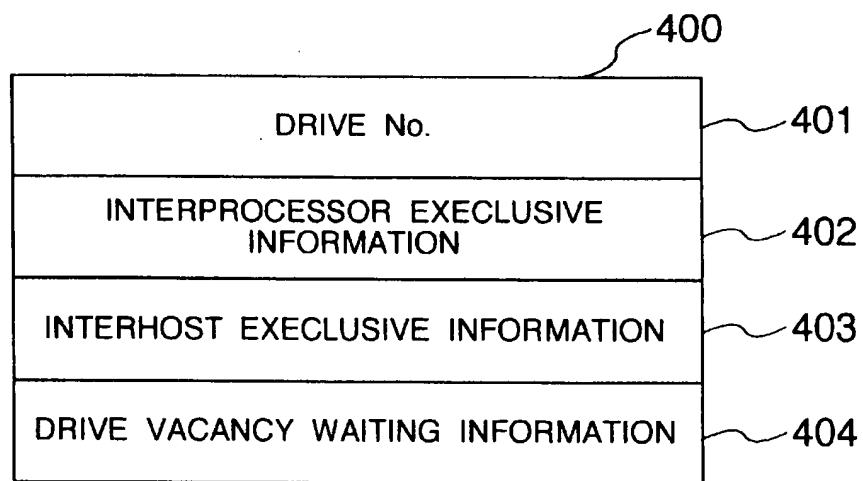 400
DRIVE No.
401
INTERPROCESSOR EXECLUSIVE
INFORMATION
402
INTERHOST EXECLUSIVE INFORMATION
403
DRIVE VACANCY WAITING INFORMATION
404